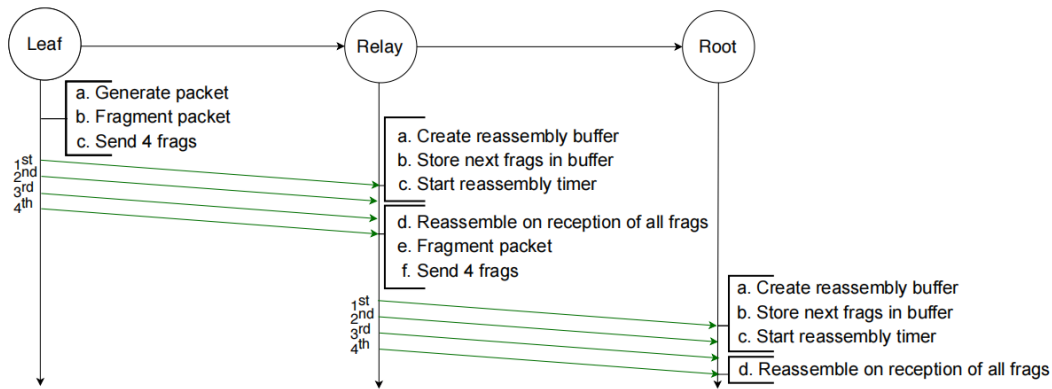 Leaf
Relay
Root
a. Generate packet
b. Fragment packet
c. Send 4 frags
1st
2nd
3rd
4th
a. Create reassembly buffer
b. Store next frags in buffer
c. Start reassembly timer
d. Reassemble on reception of all frags
e. Fragment packet
f. Send 4 frags
1st
2nd
3rd
4th
a. Create reassembly buffer
b. Store next frags in buffer
c. Start reassembly timer
d. Reassemble on reception of all frags